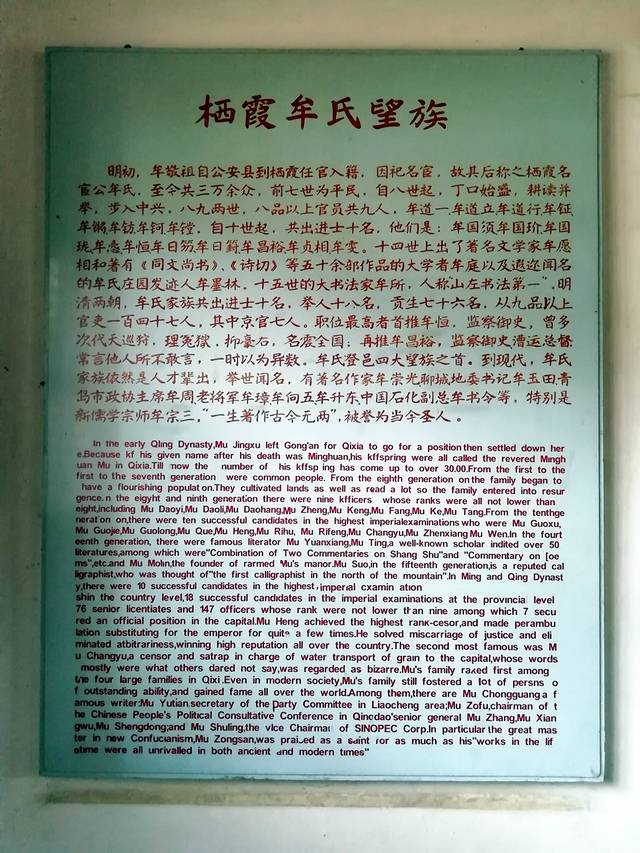 栖霞牟氏望族
明初，牟敬祖自公安县到栖霞任官入籍，因祀名宦，故其后称之栖霞名
宦公牟氏，至今共三万余众，前七世为平民，自八世起，丁口始盛，耕读并
举，步入中兴。八九两世，八品以上官员共九人，牟道一.牟道立.牟道行.牟钲
牟锵.牟钫.牟钶.牟镗。自十世起，共出进士十名，他们是：牟国须.牟国玠.牟国
珑.牟恒.牟日
.牟昌裕.牟贞相.牟雯。十四世上出了著名文学家牟愿
相和著有《同文尚书》、《诗切》等五十余部作品的大学者牟庭以及遐迩闻名
的牟氏庄园发迹人牟墨林。十五世的大书法家牟所，人称山左书法第一"，明
清两朝，牟氏家族共出进士十名，举人十八名，贡生七十六名，从九品以上
官吏一百四十七人，其中京官七人。职位最高者首推牟恒，监察御史，曾多
次代天巡狩，理冤狱.抑豪右，名震全国；再推牟昌裕，监察御史漕运总督
常言他人所不敢言，一时以为异数。牟氏登邑四大望族之首。到现代，牟氏
家族依然是人才辈出，举世闻名，有著名作家牟崇光聊城地委书记牟玉田.青
岛市政协主席牟周老将军牟璋牟向五牟升东.中国石化副总牟书令等，特别是
新儒学宗师牟宗三，"一生著作古今无两"，被誉为当今圣人。
In the early Qling Dynasty,Mu Jingxu left Gong'an for Qixia to go for a position then settled down her
e.Because kf his given name after his death was Minghuan,his kffspring were all called the revered Mingh
uan Mu in Qixia.Till now the number of his kffsp ing has come up to over 30.00.From the first to the
first to the seventh generation were common people. From the eighth generation on the family began to
have a flourishing populat on.They cultivated lands as well as read a lot so the family entered into resur
gence.n the eigyht and ninth generation there were nine kfficers whose ranks were all not lower than
eight,including Mu Daoyi,Mu Daoli,Mu Daohang,Mu Zheng,Mu Keng,Mu Fang,Mu Ke,Mu Tang.From the tenthge
nerat on on,there were ten successful candidates in the highest imperialexaminations who were Mu Guoxu,
Mu Guojie,Mu Guolong,Mu Que,Mu Heng,Mu Rihu, Mu Rifeng,Mu Changyu,Mu Zhenxiang Mu Wen.In the fourt
eenth generation, there were famous literator Mu Yuanxiang,Mu Ting,a well-known scholar indited over 50
literatures,among which were"Combination of Two Commentaries on Shang Shu"and "Commentary on [oe
ms",etc.and Mu Molin,the founder of rarmed Mu's manor.Mu Suo,in the fifteenth generation,is a reputed cal
ligraphist,who was thought of"the first calligraphist in the north of the mountain".In Ming and Qing Dynast
y,there were 10 successful candidates in the highest imperial cxamin ation
shin the country level,18 successful candidates in the imperial examinations at the provincial level
76 senior licentiates and 147 officers whose rank were not lower than nine among which 7 secu
red an official position in the capital.Mu Heng achieved the highest rank-cesor,and made perambu
lation substituting for the emperor for quite a few times.He solved miscarriage of justice and eli
minated atbitrariness,winning high reputation all over the country.The second most famous was M
u Changyu,a censor and satrap in charge of water transport of grain to the capital,whose words
mostly were what others dared not say,was regarded as bizarre.Mu's family raxed first among
the four large families in Qixi.Even in modern society,Mu's family still fostered a lot of persns o
f outstanding ability,and gained fame all over the world.Among them,there are Mu Chongguang a f
amous writer:Mu Yutian.secretary of the party Committee in Liaocheng area;Mu Zofu,chairman of t
he Chinese People's Political Consultative Conference in Qingdao'senior general Mu Zhang,Mu Xian
gwu,Mu Shengdong;and Mu Shuling,the vice Chairmat of SINOPEC Corp.In particular the great mas
ter in new Confucianism,Mu Zongsan,was praised as a saint for as much as his"works in the lif
etime were all unrivalled in both ancient and modern times"